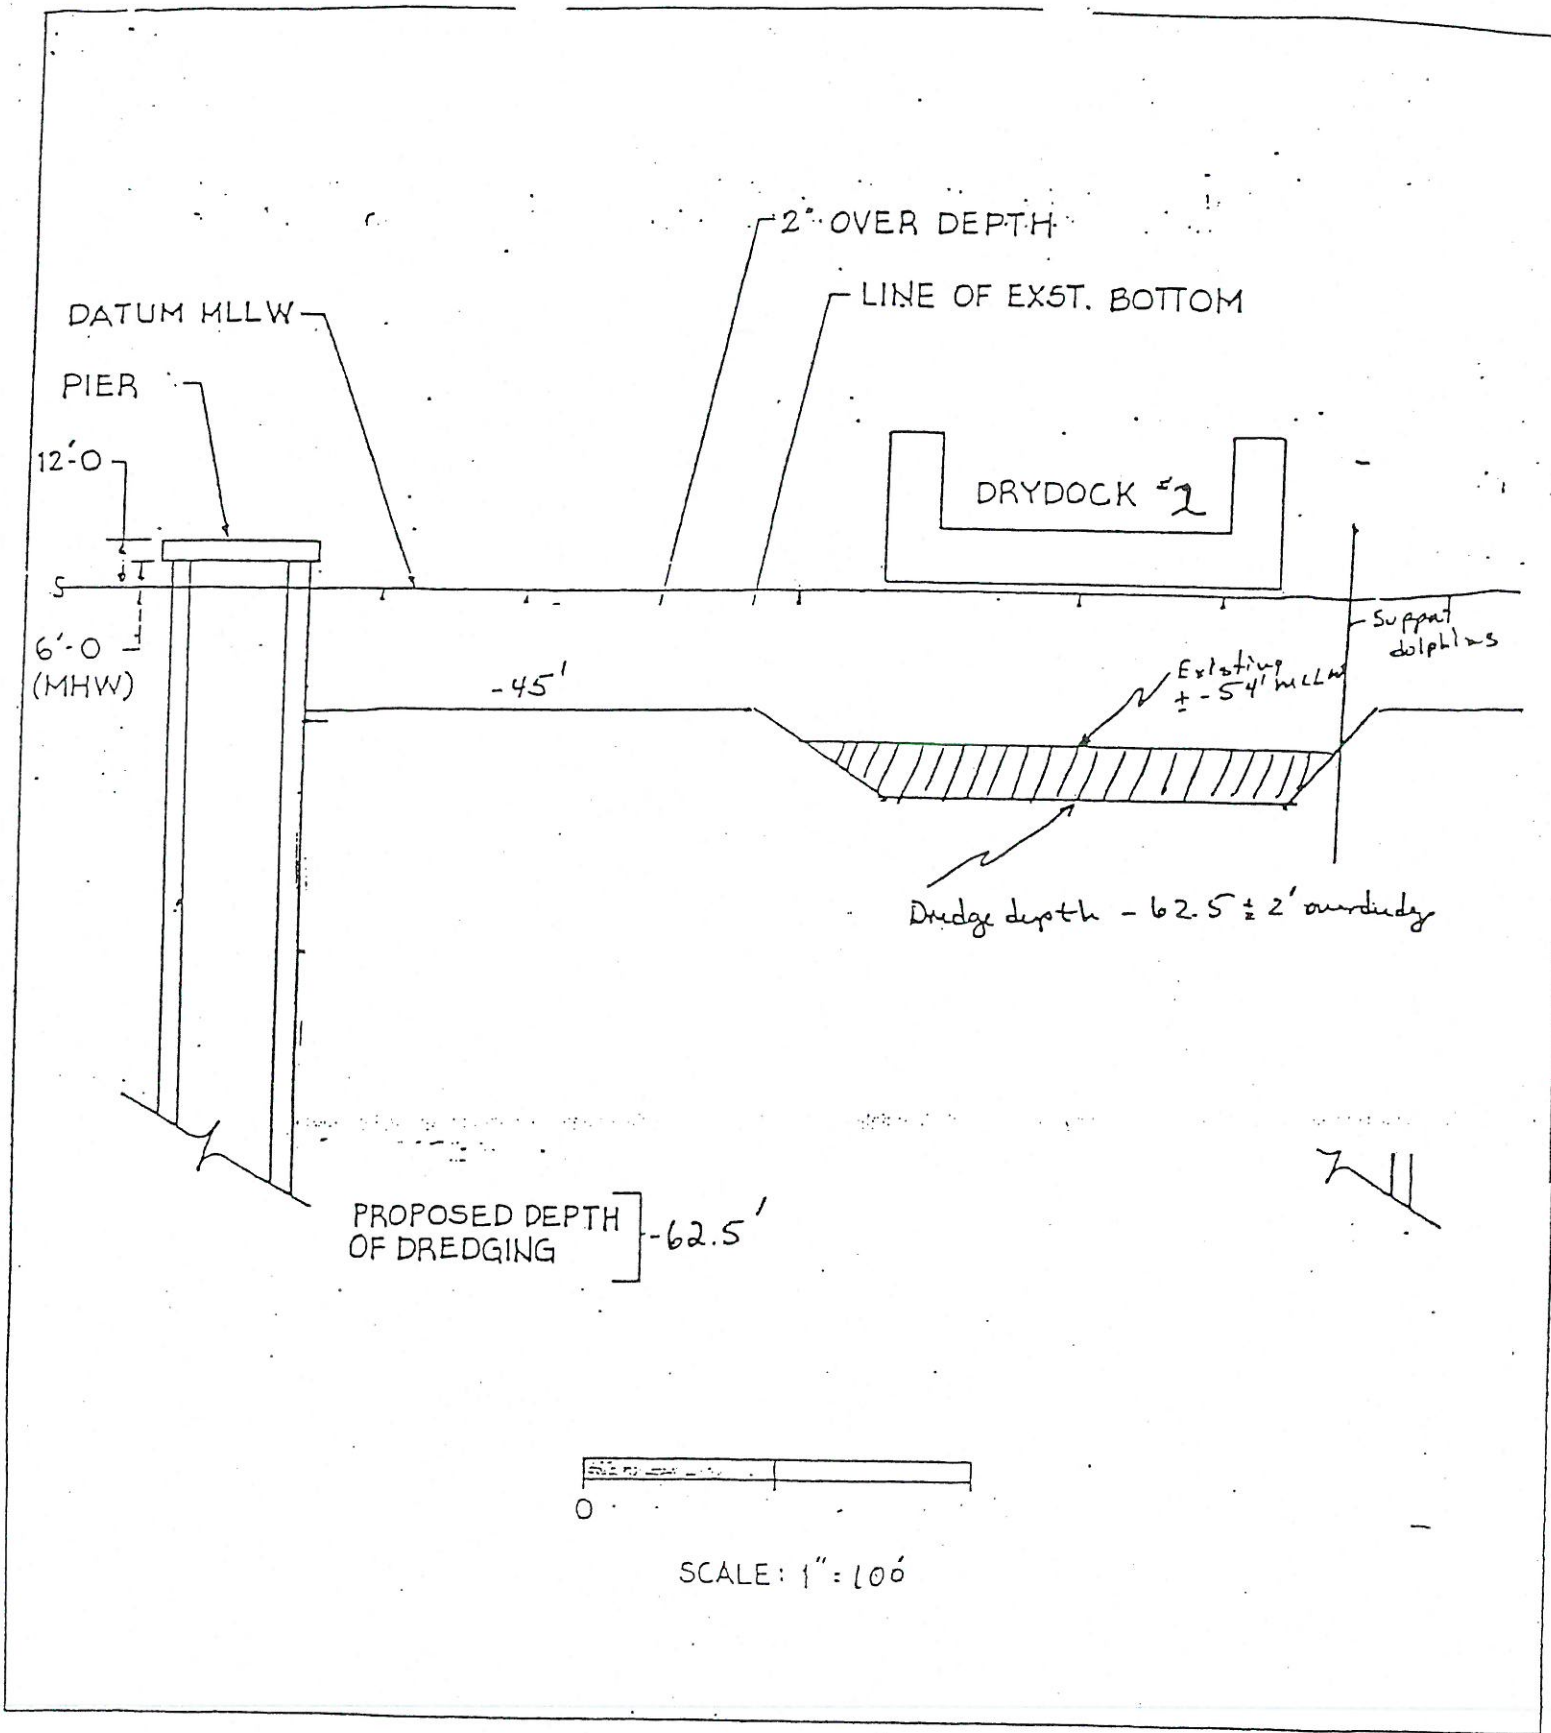 2' OVER DEPTH
LINE OF EXST. BOTTOM
DATUM MLLW
PIER
12'-0
DRYDOCK #2
6'-0
(MHW)
-45'
Support
dolphins
Existing
± -54' MLLW
Dredge depth - 62.5 ± 2' overdredge
PROPOSED DEPTH
OF DREDGING
-62.5'
0
SCALE: 1" = 100'